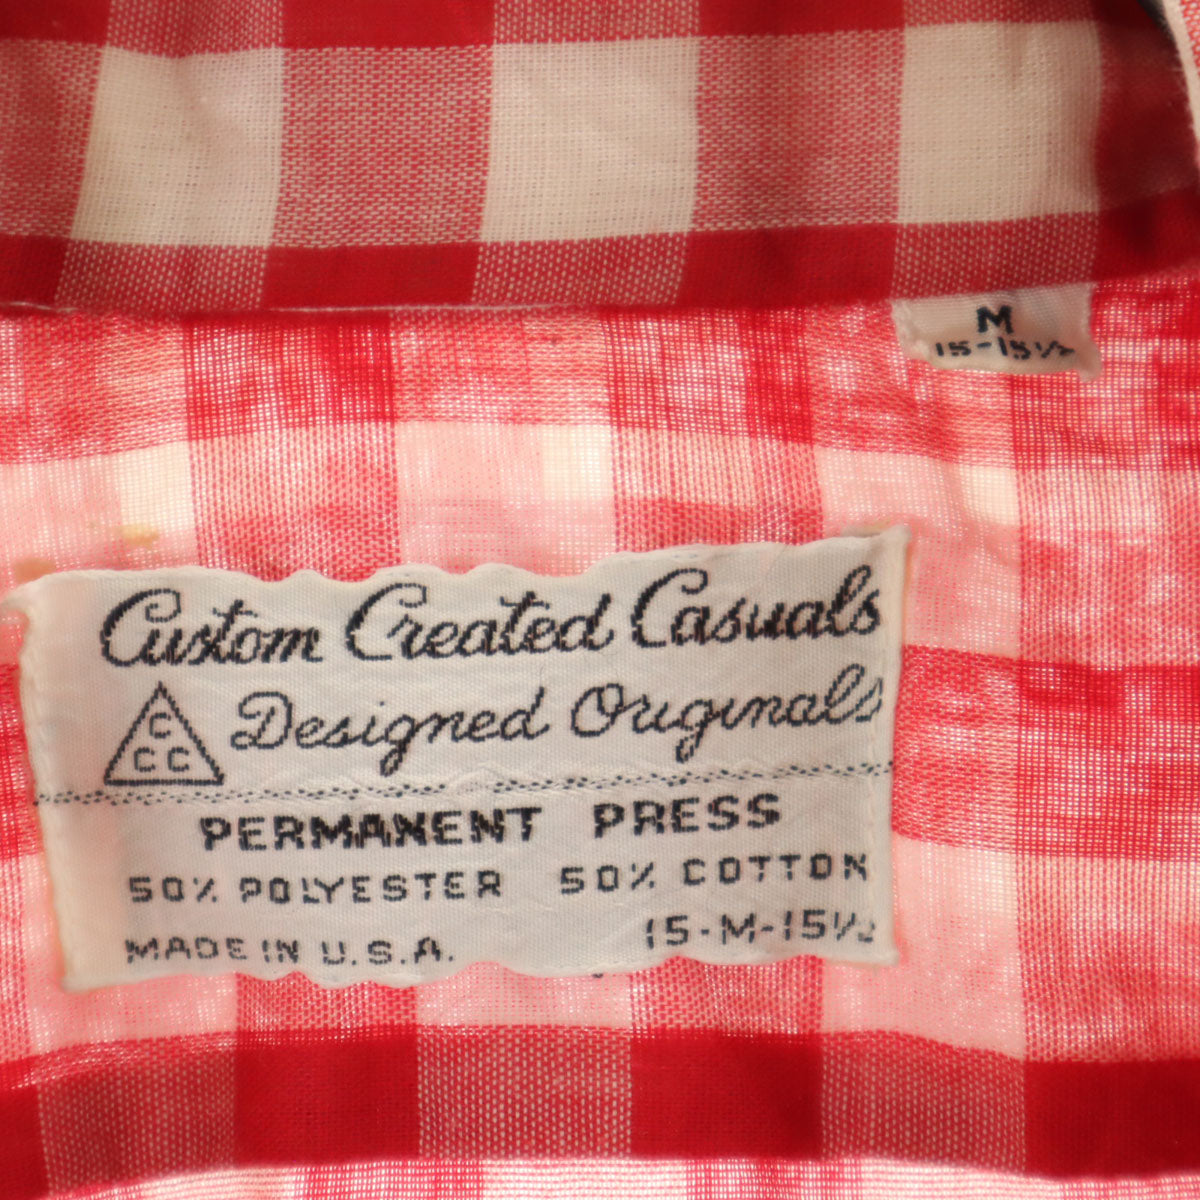 M
15-15½
Custom Created Casuals
C
CC
Designed Originals
PERMANENT PRESS
50% POLYESTER 50% COTTON
MADE IN U.S.A. 15-M-15½